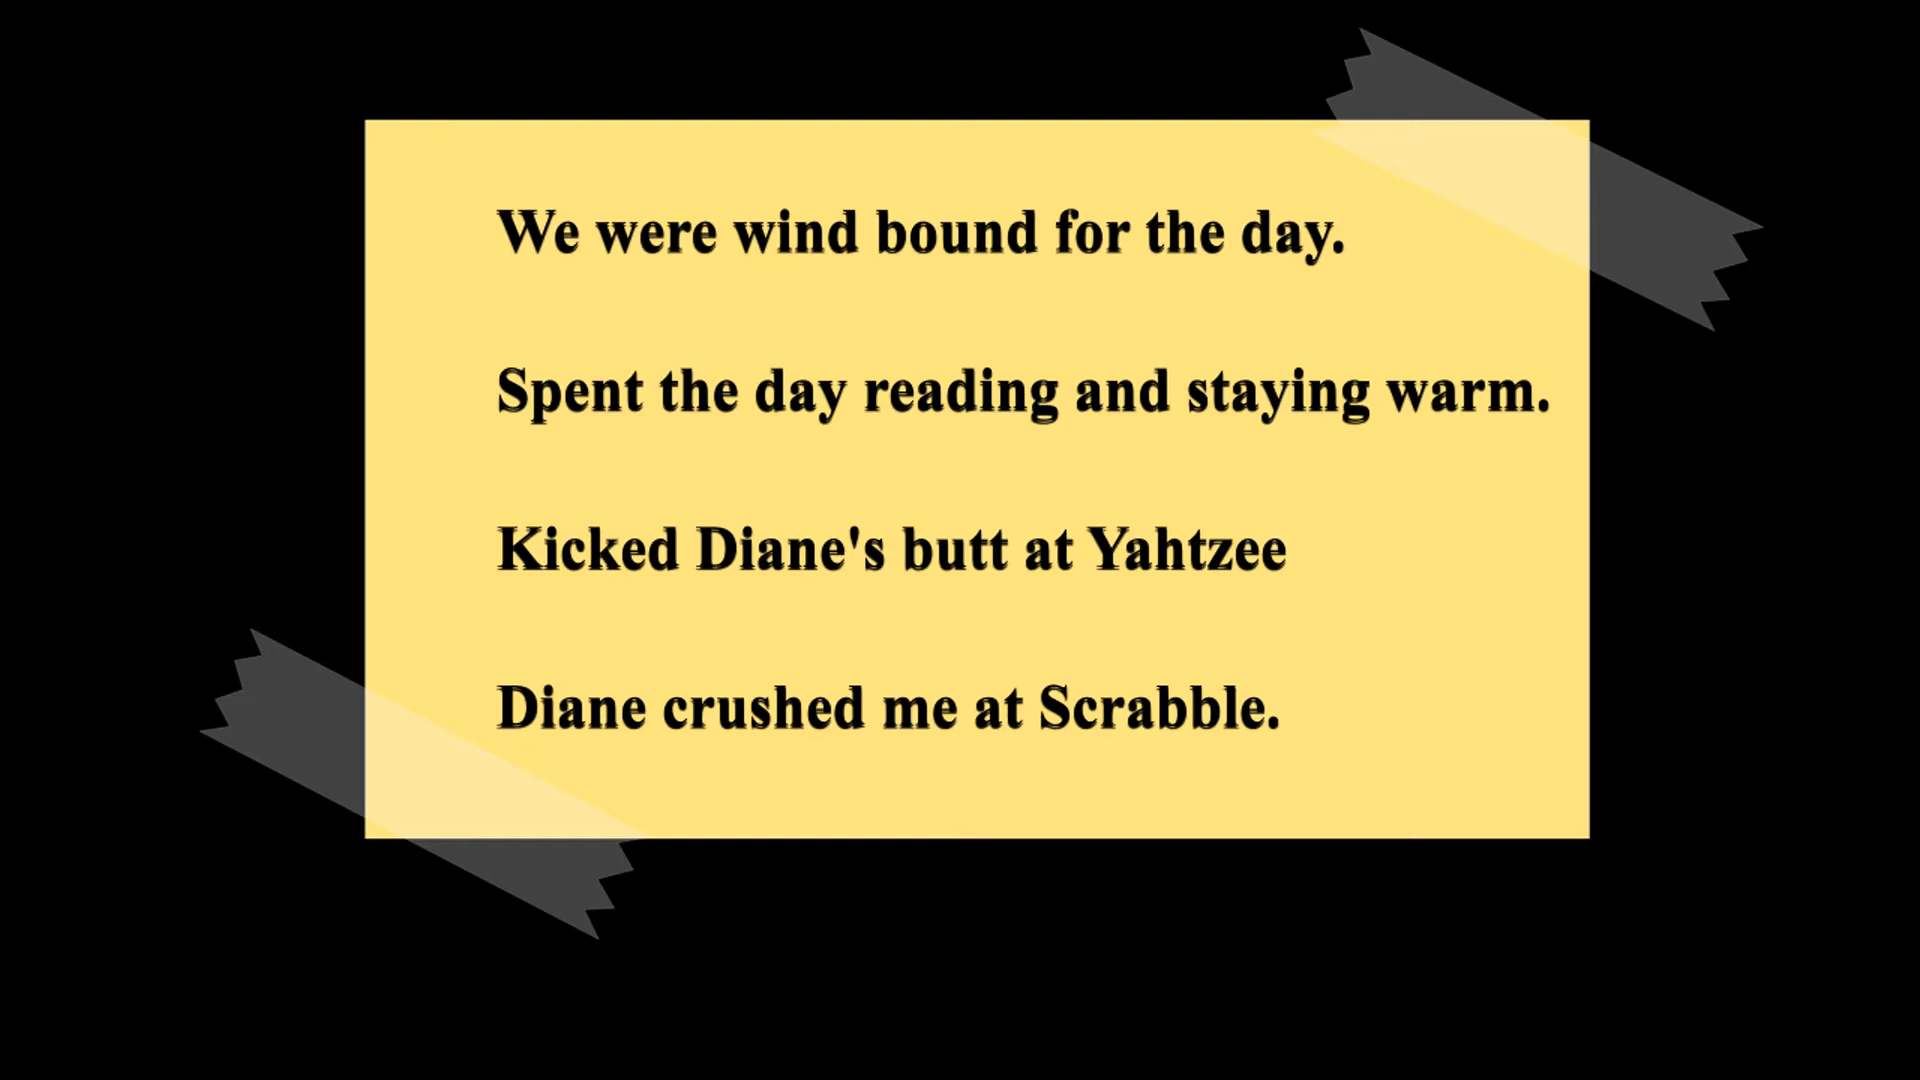 We were wind bound for the day.
Spent the day reading and staying warm.
Kicked Diane's butt at Yahtzee
Diane crushed me at Scrabble.